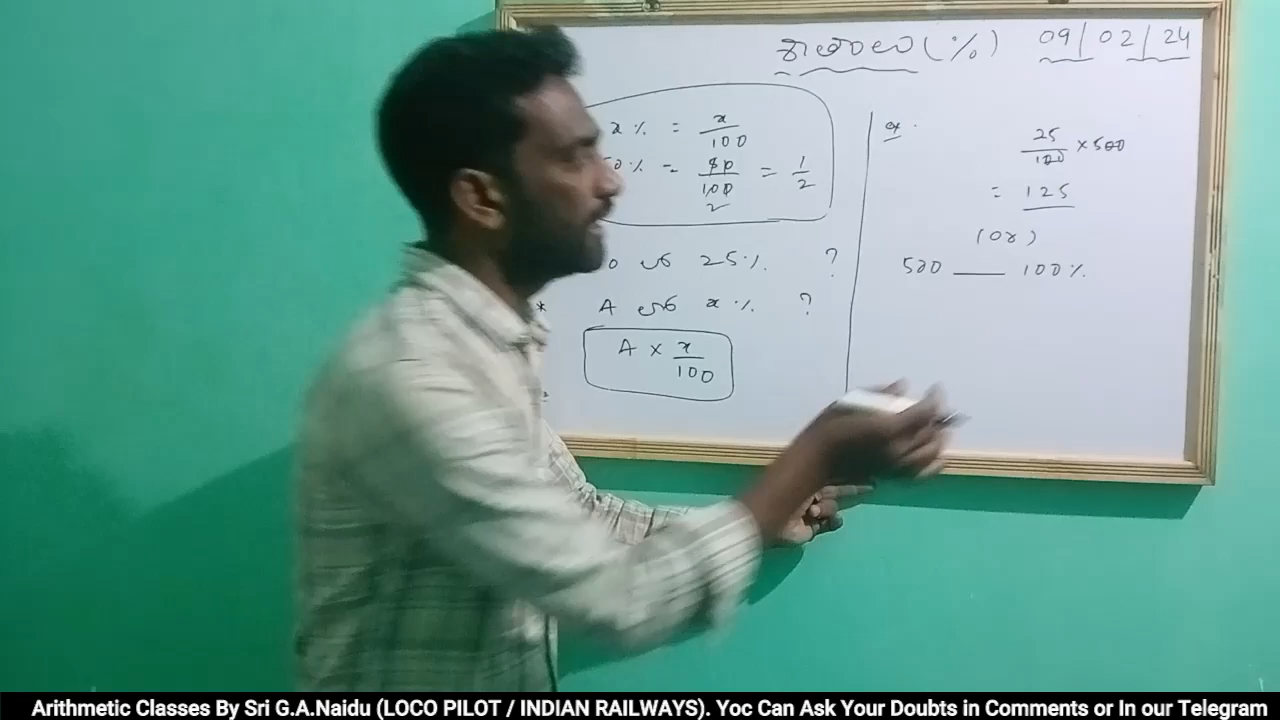 శాతాలు (%) 09/02/24
x% = x/100
50% = 50/100 = 1/2
2
లో 25% ?
* A లో x% ?
A × x/100
Ex.
25/100 × 500
= 125
(Or)
500 — 100%
Arithmetic Classes By Sri G.A.Naidu (LOCO PILOT / INDIAN RAILWAYS). Yoc Can Ask Your Doubts in Comments or In our Telegram